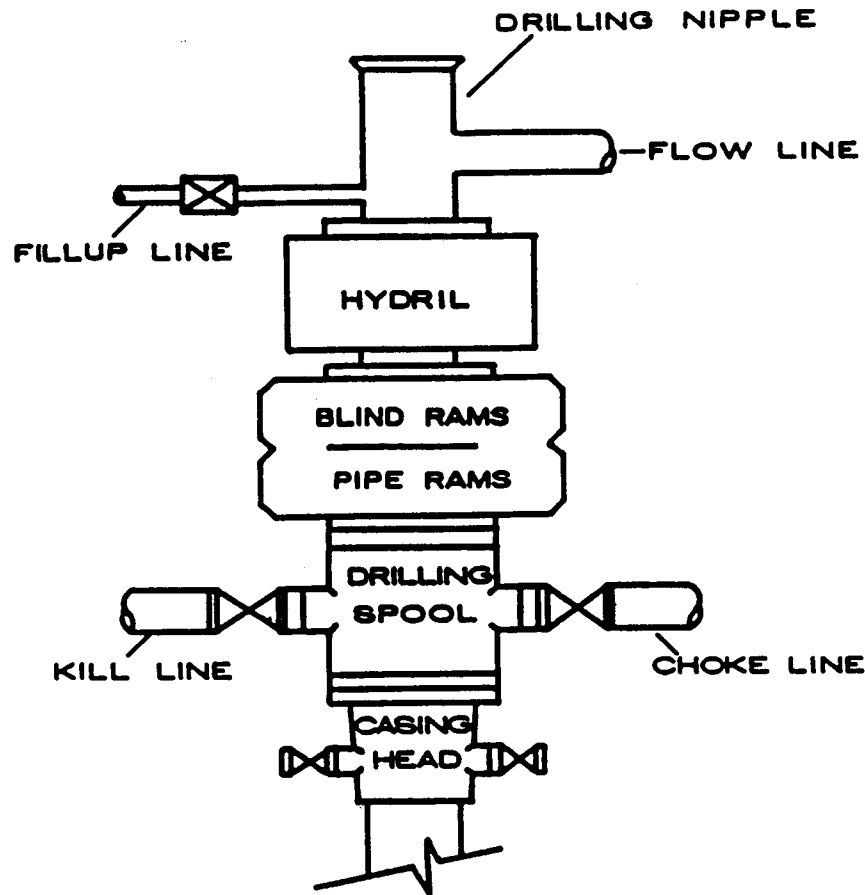 DRILLING NIPPLE
FLOW LINE
FILLUP LINE
HYDRIL
BLIND RAMS
PIPE RAMS
DRILLING
SPOOL
KILL LINE
CHOKE LINE
CASING
HEAD